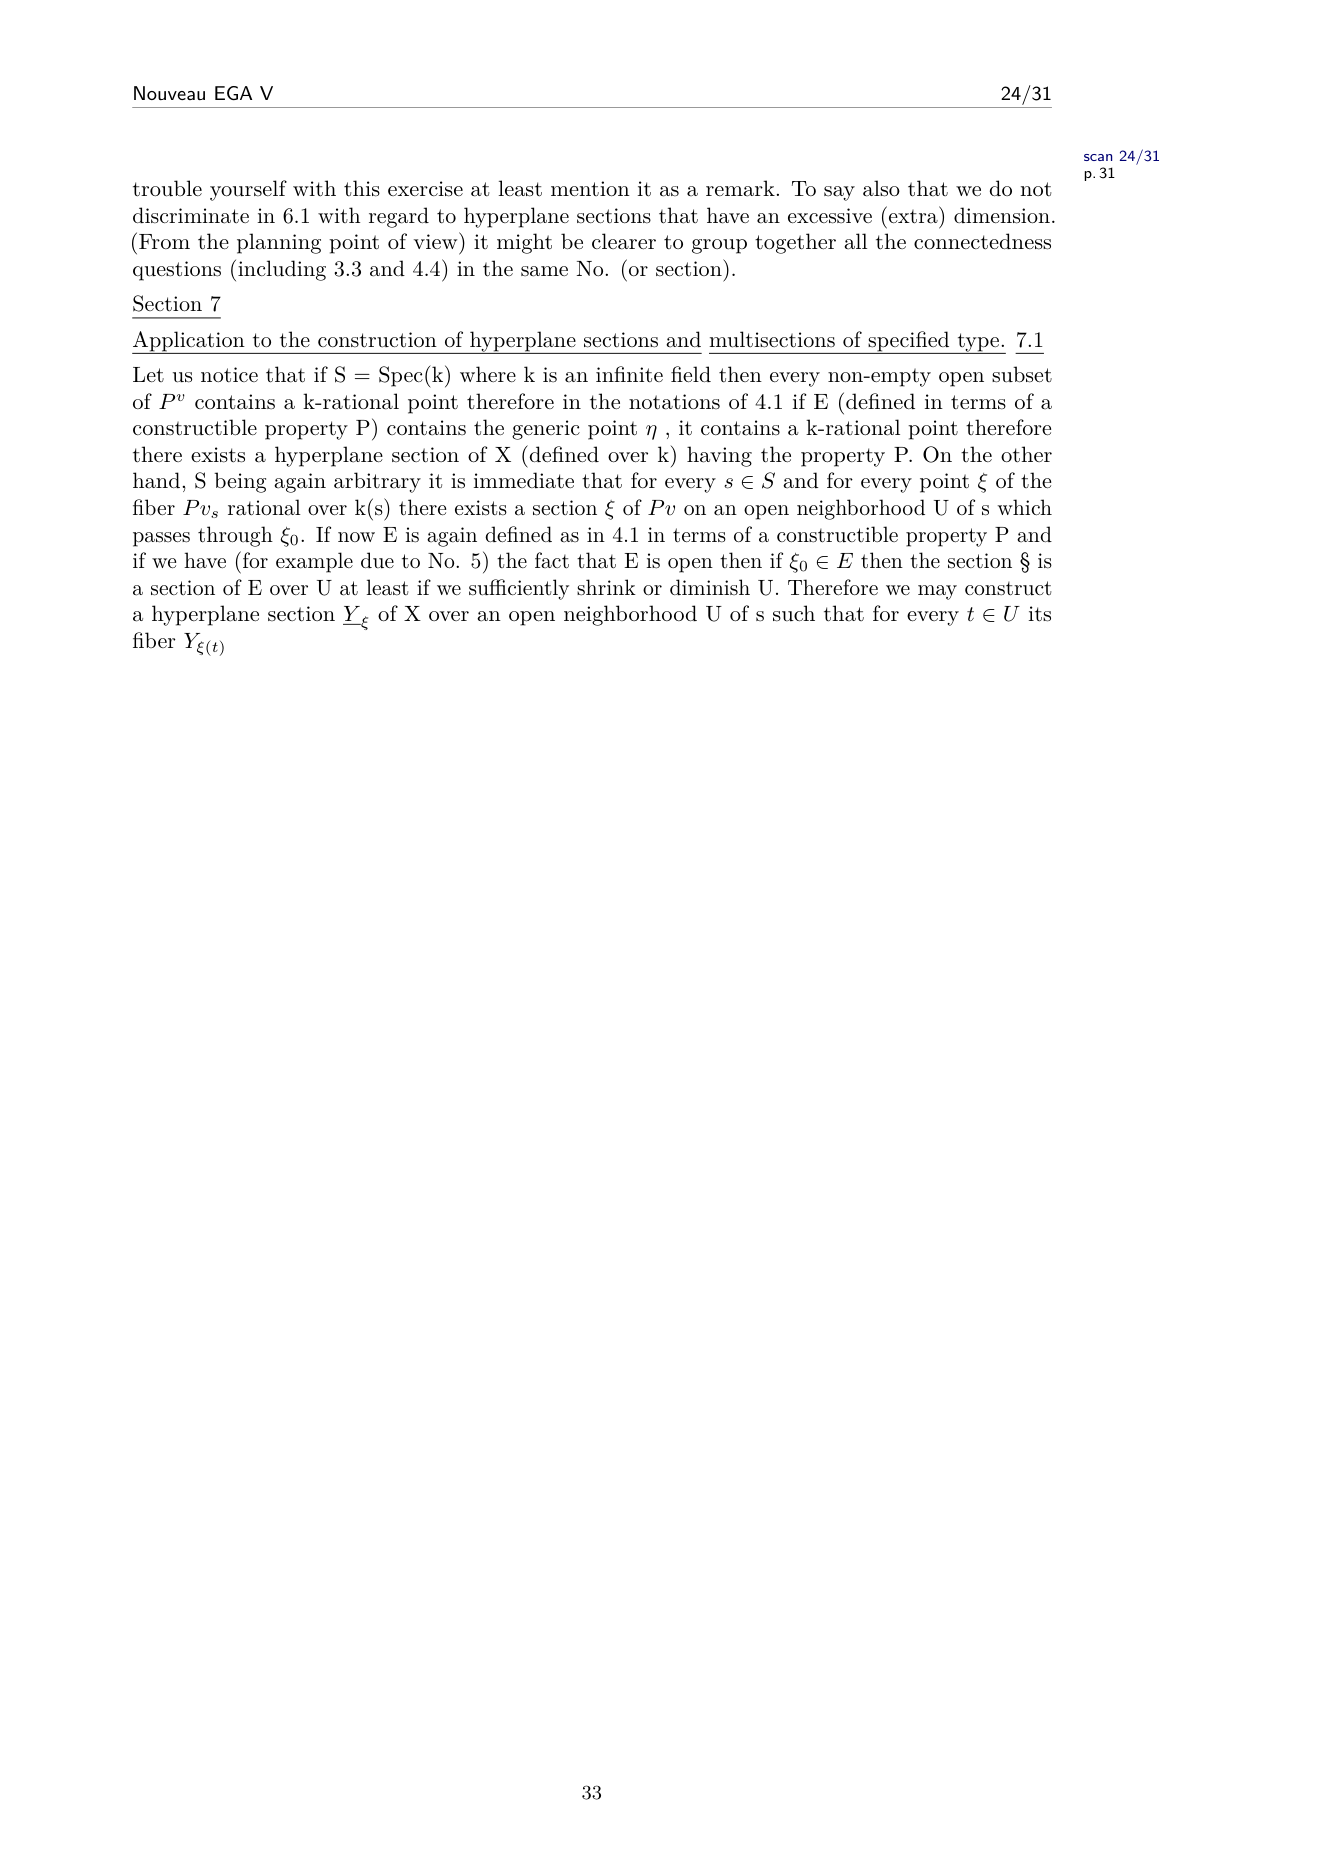 Nouveau EGA V 24/31
scan 24/31
p. 31
trouble yourself with this exercise at least mention it as a remark. To say also that we do not
discriminate in 6.1 with regard to hyperplane sections that have an excessive (extra) dimension.
(From the planning point of view) it might be clearer to group together all the connectedness
questions (including 3.3 and 4.4) in the same No. (or section).
Section 7
Application to the construction of hyperplane sections and multisections of specified type. 7.1
Let us notice that if S = Spec(k) where k is an infinite field then every non-empty open subset
of $P^v$ contains a k-rational point therefore in the notations of 4.1 if E (defined in terms of a
constructible property P) contains the generic point $\eta$ , it contains a k-rational point therefore
there exists a hyperplane section of X (defined over k) having the property P. On the other
hand, S being again arbitrary it is immediate that for every $s \in S$ and for every point $\xi$ of the
fiber $Pv_s$ rational over k(s) there exists a section $\xi$ of $Pv$ on an open neighborhood U of s which
passes through $\xi_0$. If now E is again defined as in 4.1 in terms of a constructible property P and
if we have (for example due to No. 5) the fact that E is open then if $\xi_0 \in E$ then the section § is
a section of E over U at least if we sufficiently shrink or diminish U. Therefore we may construct
a hyperplane section $\underline{Y}_\xi$ of X over an open neighborhood U of s such that for every $t \in U$ its
fiber $Y_{\xi(t)}$
33